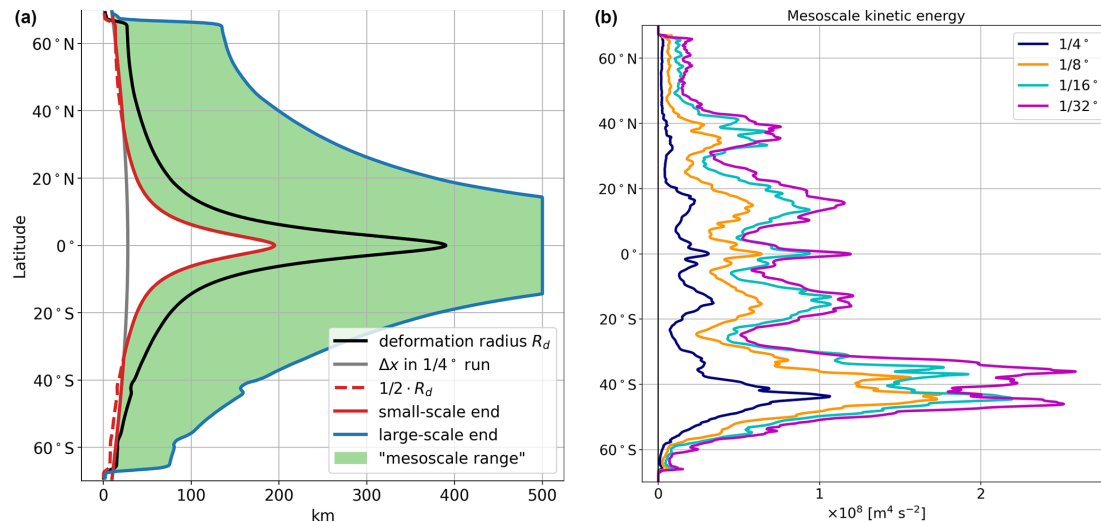 (a)
60°N
40°N
20°N
0°
20°S
40°S
60°S
Latitude
0
100
200
300
400
500
km
deformation radius R_d
Δx in 1/4° run
1/2 · R_d
small-scale end
large-scale end
"mesoscale range"
(b)
Mesoscale kinetic energy
60°N
40°N
20°N
0°
20°S
40°S
60°S
0
1
2
×10⁸ [m⁴ s⁻²]
1/4°
1/8°
1/16°
1/32°